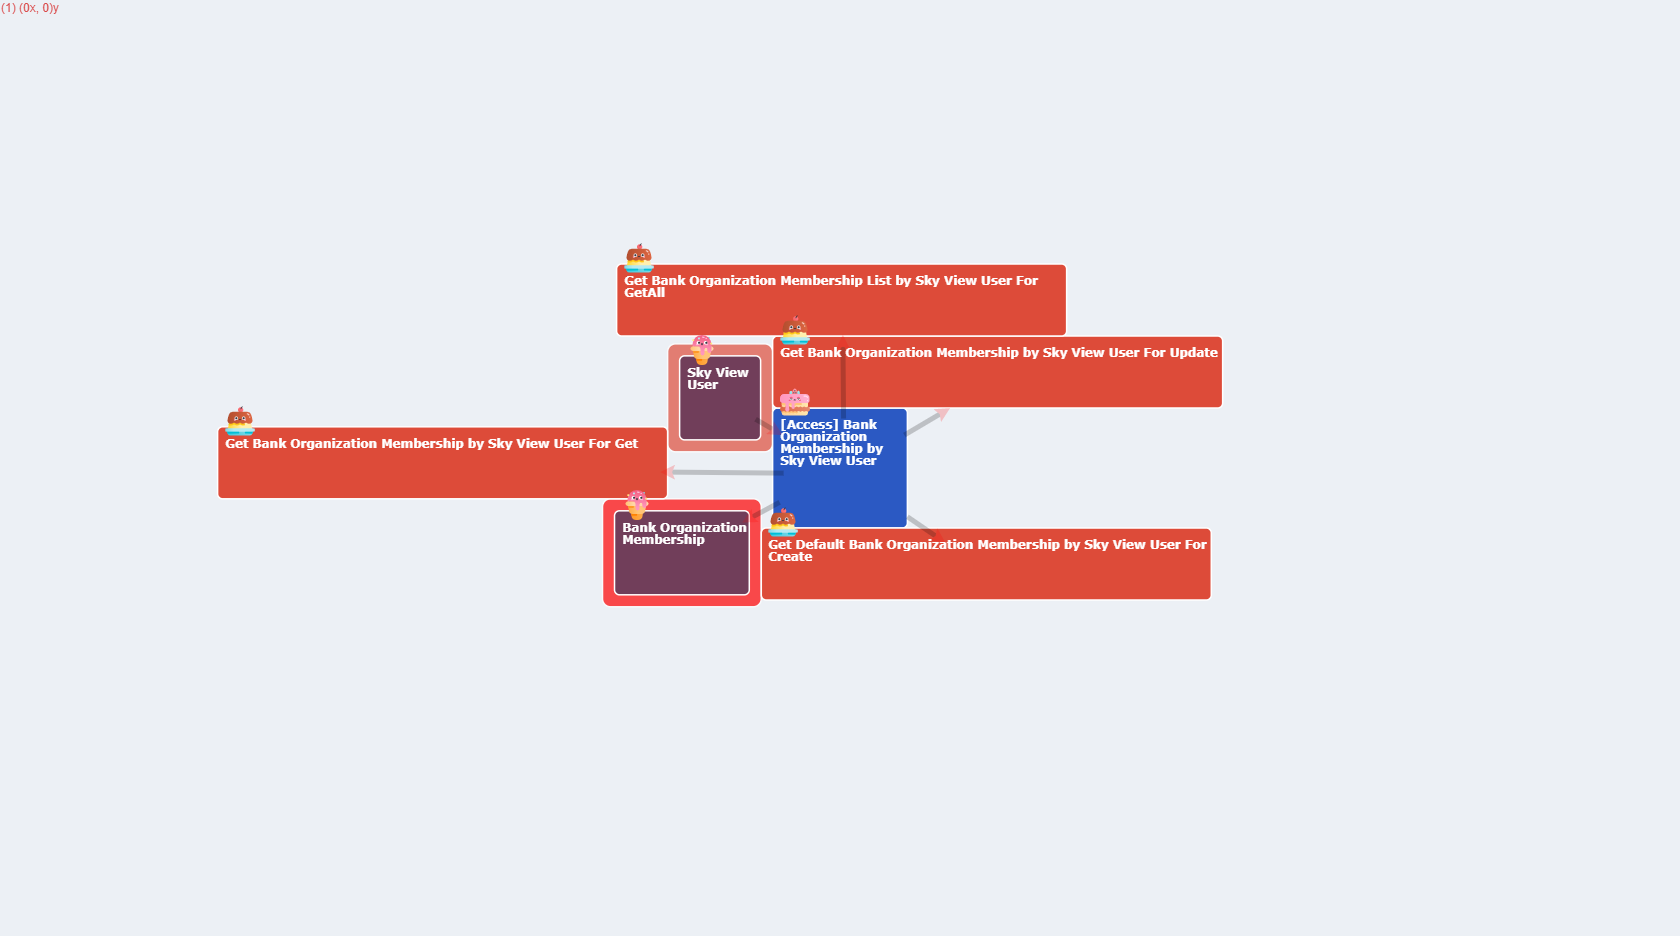 (1) (0x, 0)y
Get Bank Organization Membership List by Sky View User For
GetAll
Get Bank Organization Membership by Sky View User For Update
Sky View
User
[Access] Bank
Organization
Membership by
Sky View User
Get Bank Organization Membership by Sky View User For Get
Bank Organization
Membership
Get Default Bank Organization Membership by Sky View User For
Create